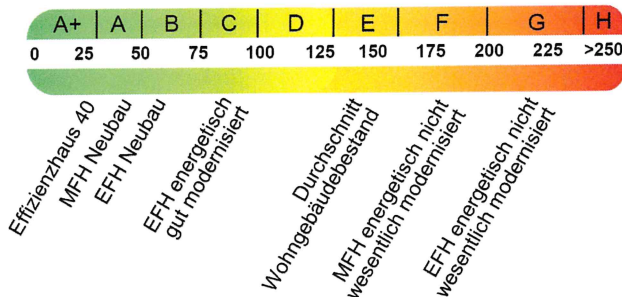 A+ A B C D E F G H
0 25 50 75 100 125 150 175 200 225 >250
Effizienzhaus 40
MFH Neubau
EFH Neubau
EFH energetisch
gut modernisiert
Durchschnitt
Wohngebäudebestand
MFH energetisch nicht
wesentlich modernisiert
EFH energetisch nicht
wesentlich modernisiert